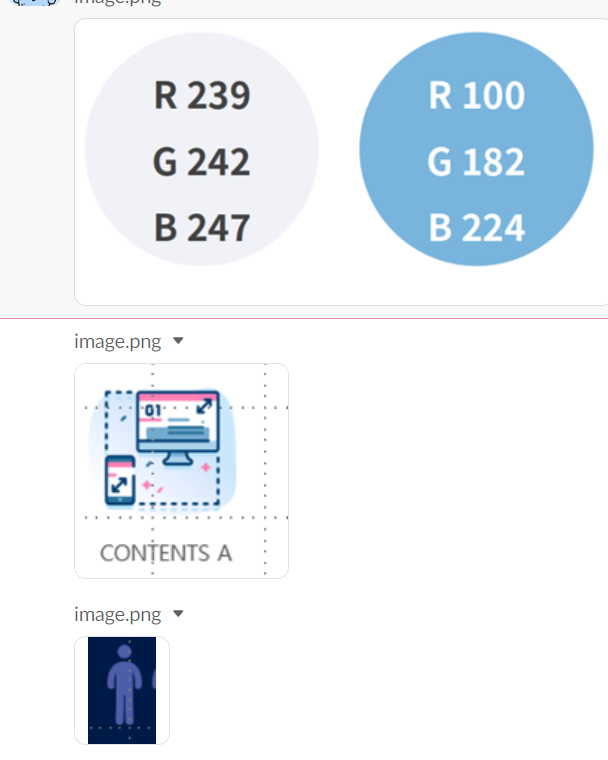 image.png
R 239
G 242
B 247
R 100
G 182
B 224
image.png
01
CONTENTS A
image.png